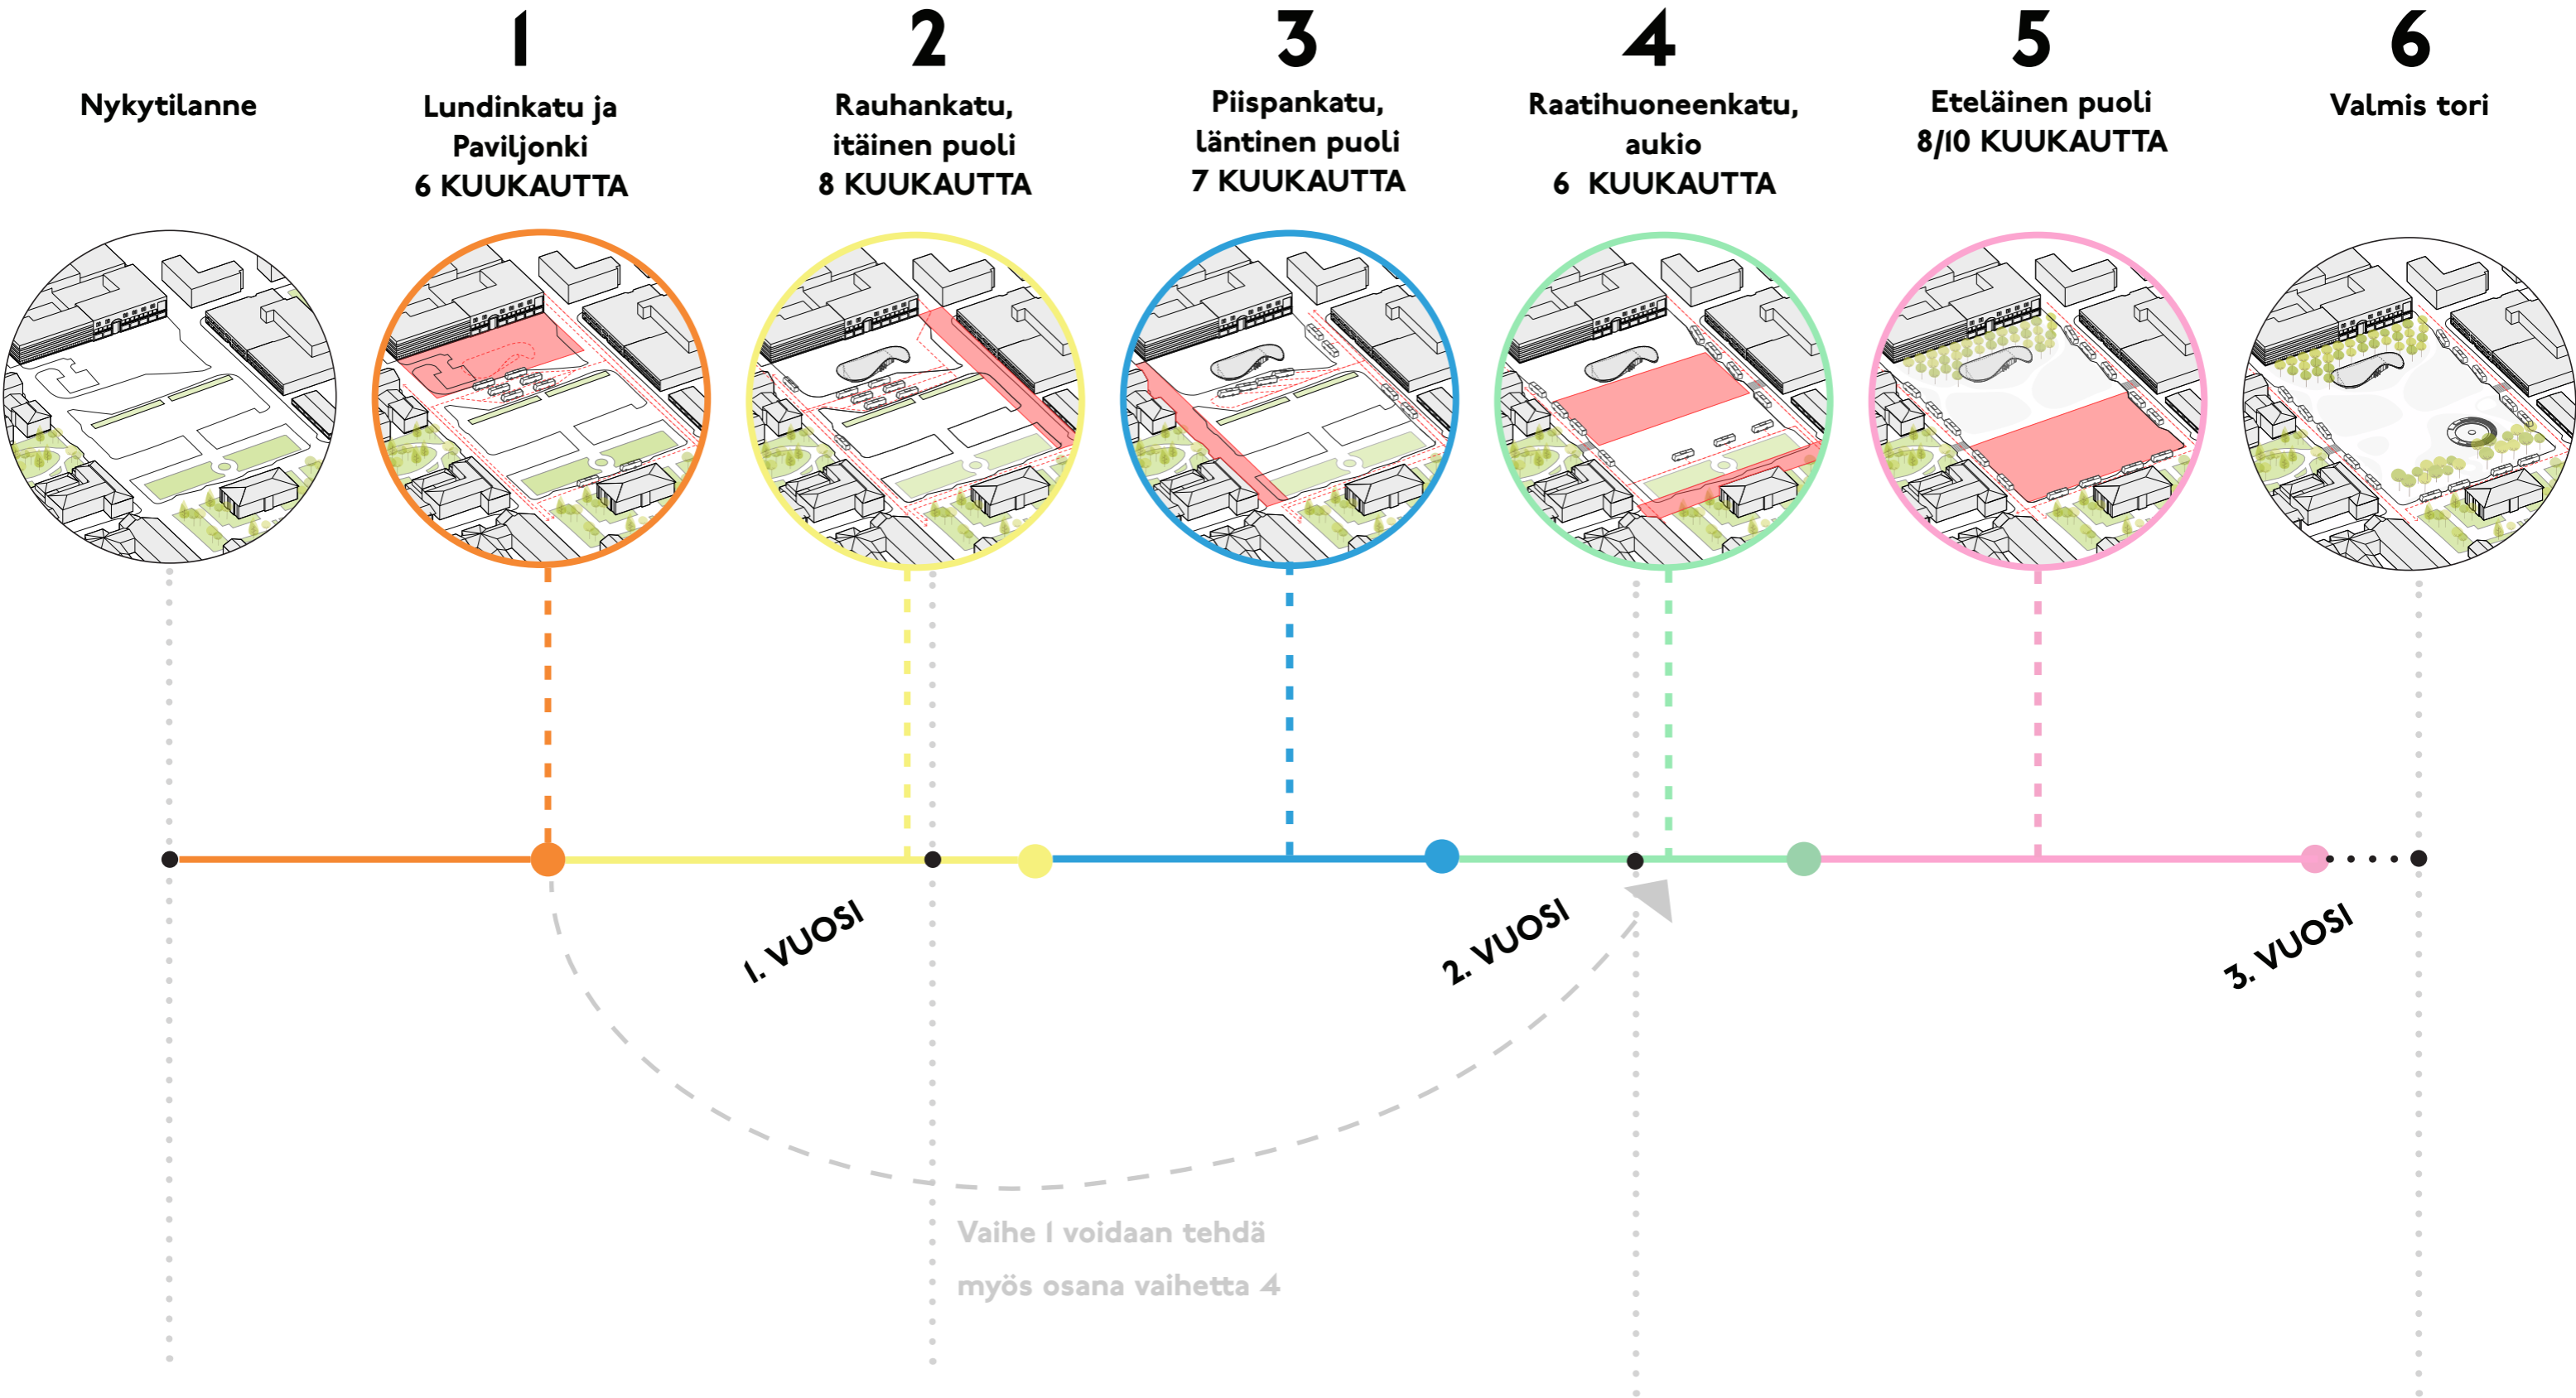 Nykytilanne
1
Lundinkatu ja
Paviljonki
6 KUUKAUTTA
2
Rauhankatu,
itäinen puoli
8 KUUKAUTTA
3
Piispankatu,
läntinen puoli
7 KUUKAUTTA
4
Raatihuoneenkatu,
aukio
6 KUUKAUTTA
5
Eteläinen puoli
8/10 KUUKAUTTA
6
Valmis tori
1. VUOSI
2. VUOSI
3. VUOSI
Vaihe 1 voidaan tehdä
myös osana vaihetta 4